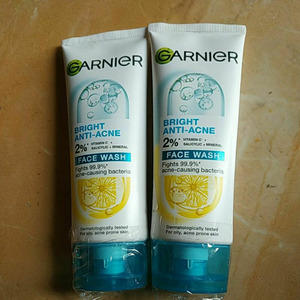 GARNIER
BRIGHT
ANTI-ACNE
2% VITAMIN C
SALICYLIC + MINERAL
FACE WASH
Fights 99.9%*
acne-causing bacteria
Dermatologically tested
For oily, acne prone skin
GARNIER
BRIGHT
ANTI-ACNE
2% VITAMIN C
SALICYLIC + MINERAL
FACE WASH
Fights 99.9%*
acne-causing bacteria
Dermatologically tested
For oily, acne prone skin